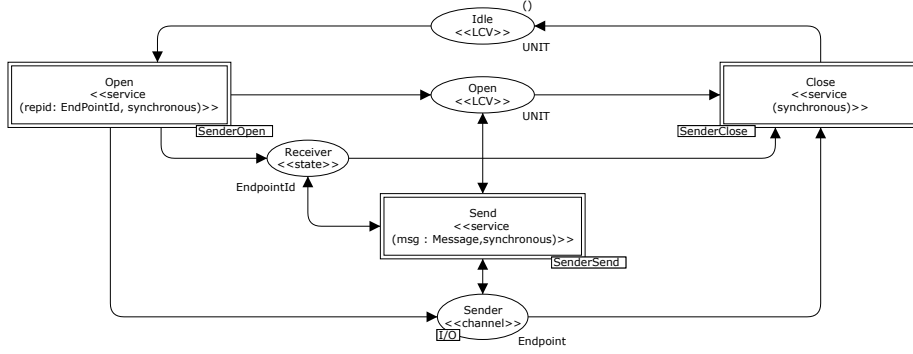 ()
Idle
<<LCV>>
UNIT
Open
<<service
(repid: EndPointId, synchronous)>>
SenderOpen
Open
<<LCV>>
UNIT
Close
<<service
(synchronous)>>
SenderClose
Receiver
<<state>>
EndpointId
Send
<<service
(msg : Message,synchronous)>>
SenderSend
Sender
<<channel>>
I/O
Endpoint